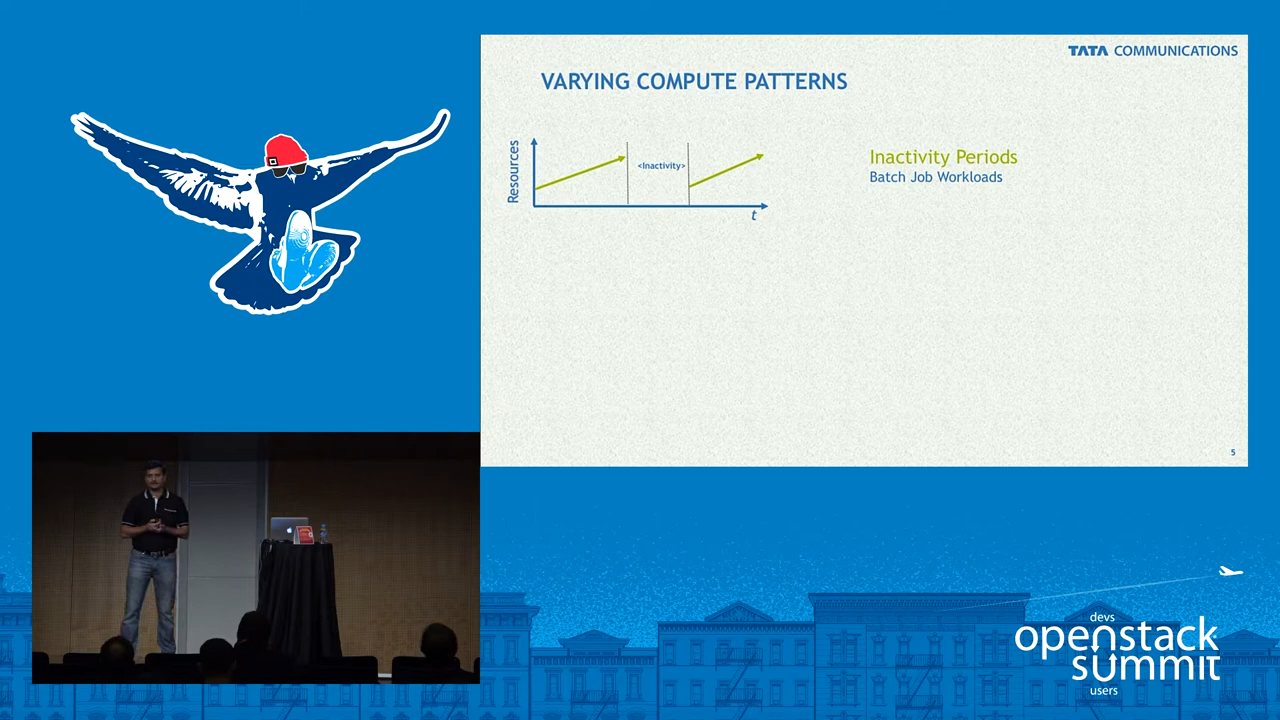 TATA COMMUNICATIONS
VARYING COMPUTE PATTERNS
Resources
<Inactivity>
t
Inactivity Periods
Batch Job Workloads
5
devs
openstack
summit
users